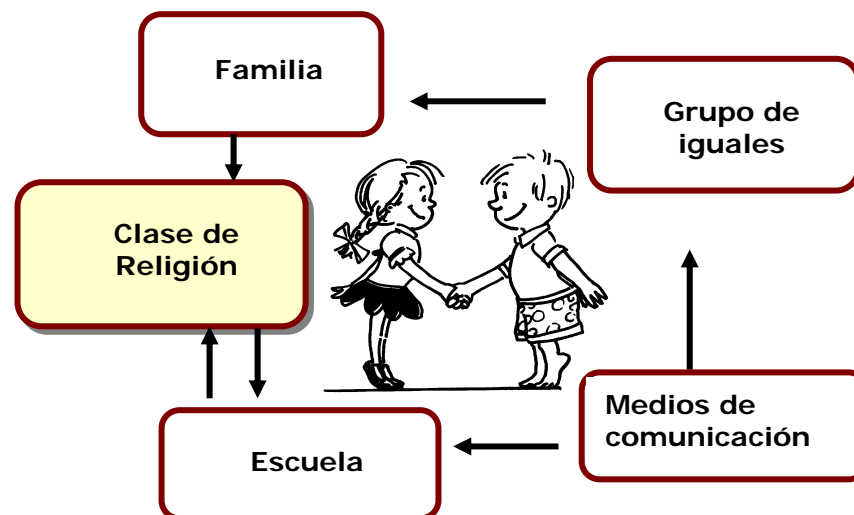 Familia
Grupo de
iguales
Clase de
Religión
Medios de
comunicación
Escuela